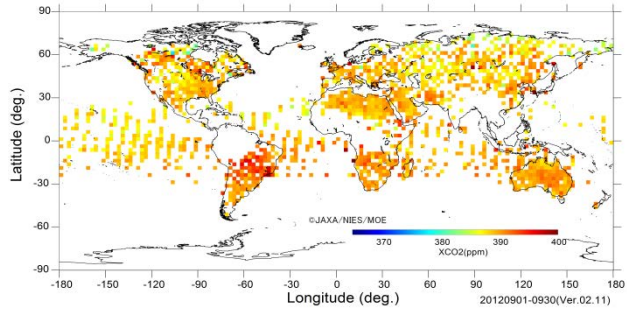 90
60
30
0
-30
-60
-90
Latitude (deg.)
©JAXA/NIES/MOE
370 380 390 400
XCO2(ppm)
-180 -150 -120 -90 -60 -30 0 30 60 90 120 150 180
Longitude (deg.)
20120901-0930(Ver.02.11)